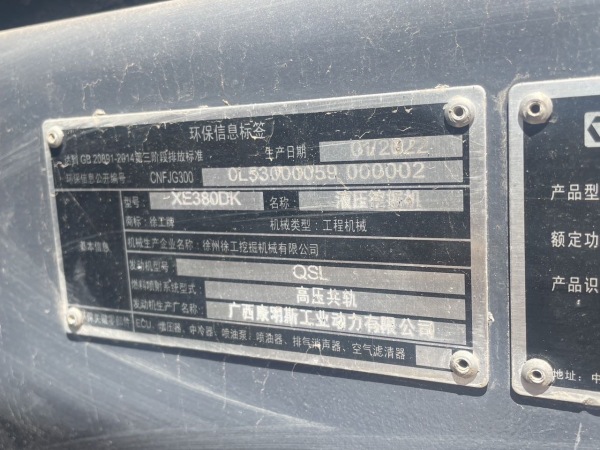 环保信息标签
达到 GB 20891-2014第三阶段排放标准
生产日期 01/2022
环保信息公开编号 CNFJG300 0L53000059 000002
型号: XE380DK 名称: 液压挖掘机
商标: 徐工牌 机械类型: 工程机械
基本信息
机械生产企业名称: 徐州徐工挖掘机械有限公司
发动机型号: QSL
燃料喷射系统型式: 高压共轨
发动机生产厂名称: 广西康明斯工业动力有限公司
ECU、增压器、中冷器、喷油泵、喷油器、排气消声器、空气滤清器
产品型
额定功
产品识
地址: 中